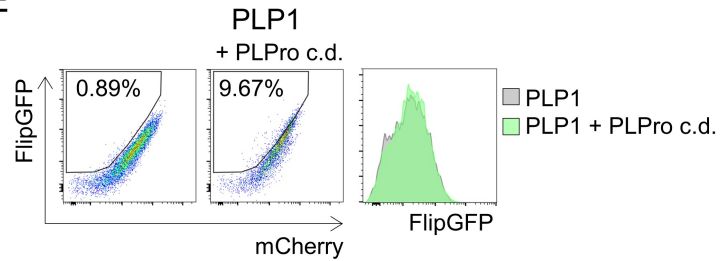 PLP1
+ PLPro c.d.
0.89%
9.67%
FlipGFP
PLP1
PLP1 + PLPro c.d.
FlipGFP
mCherry